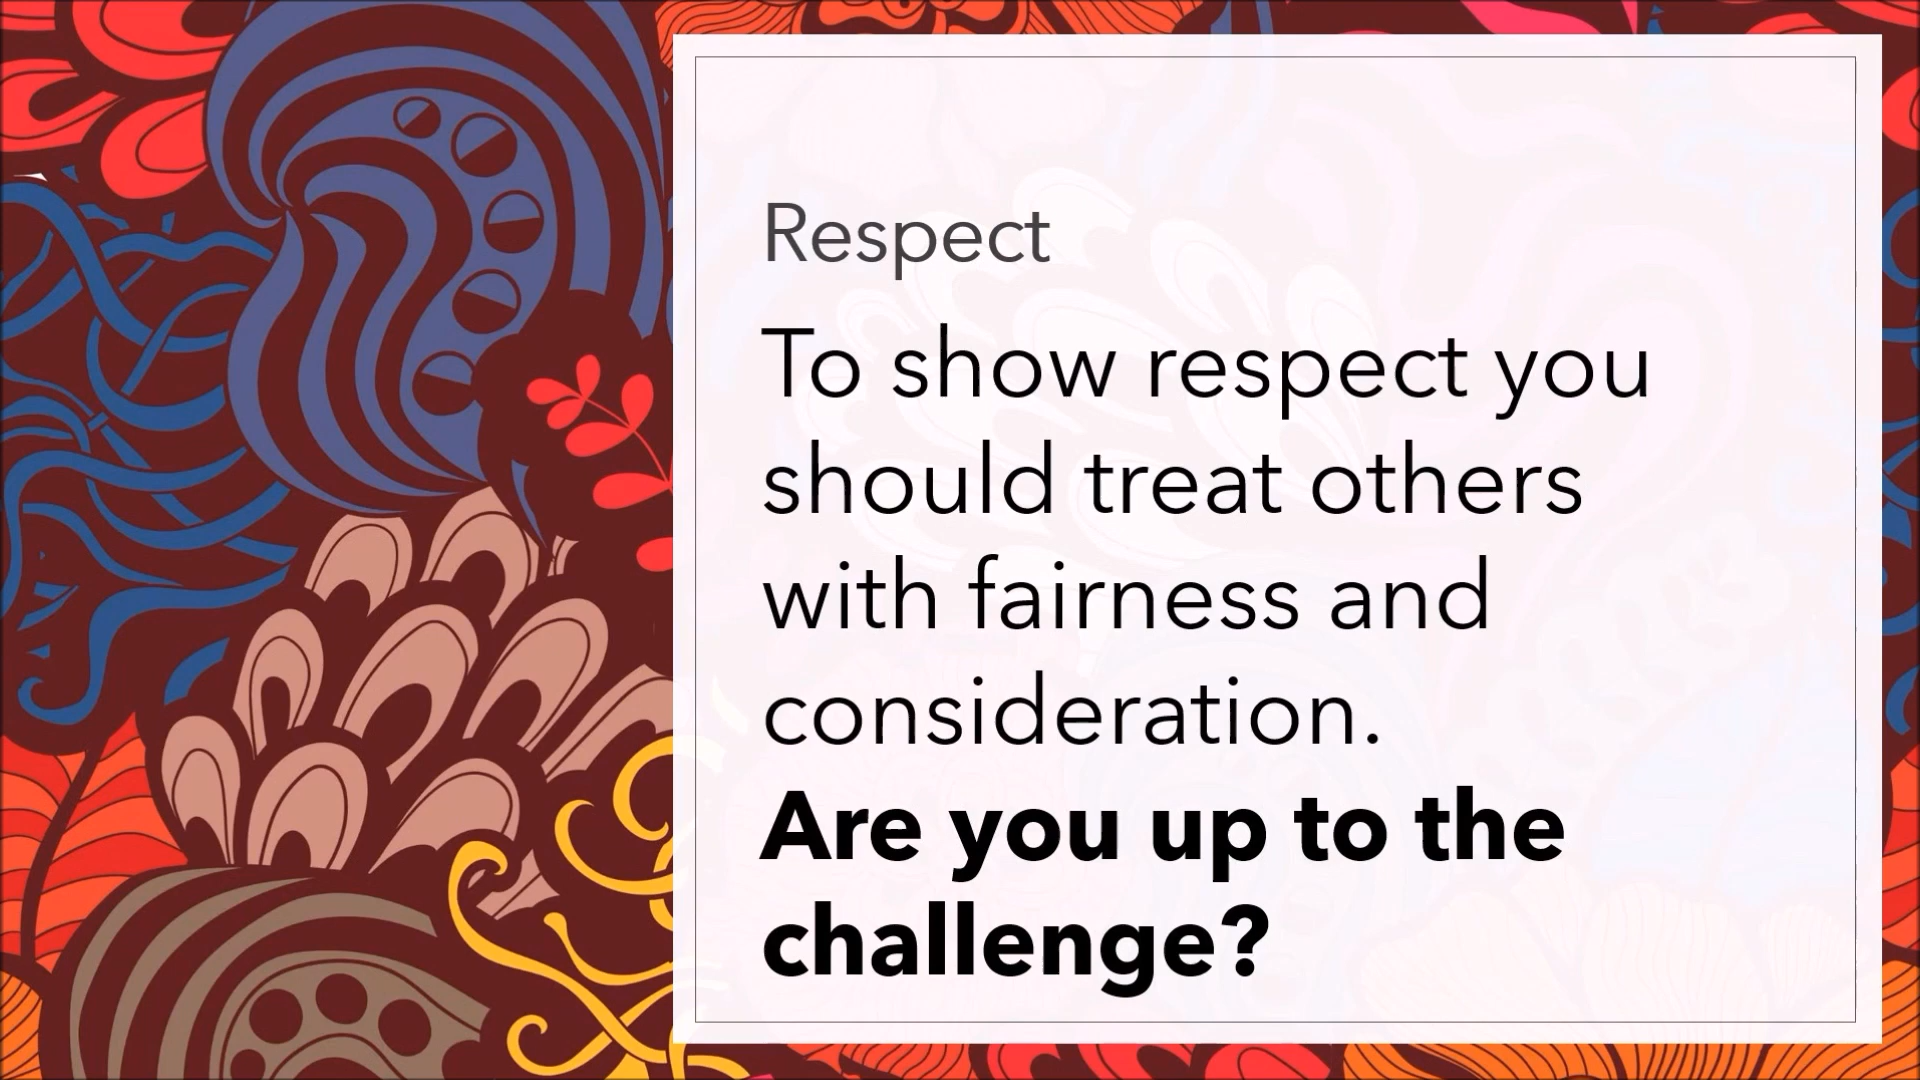 Respect
To show respect you
should treat others
with fairness and
consideration.
Are you up to the
challenge?